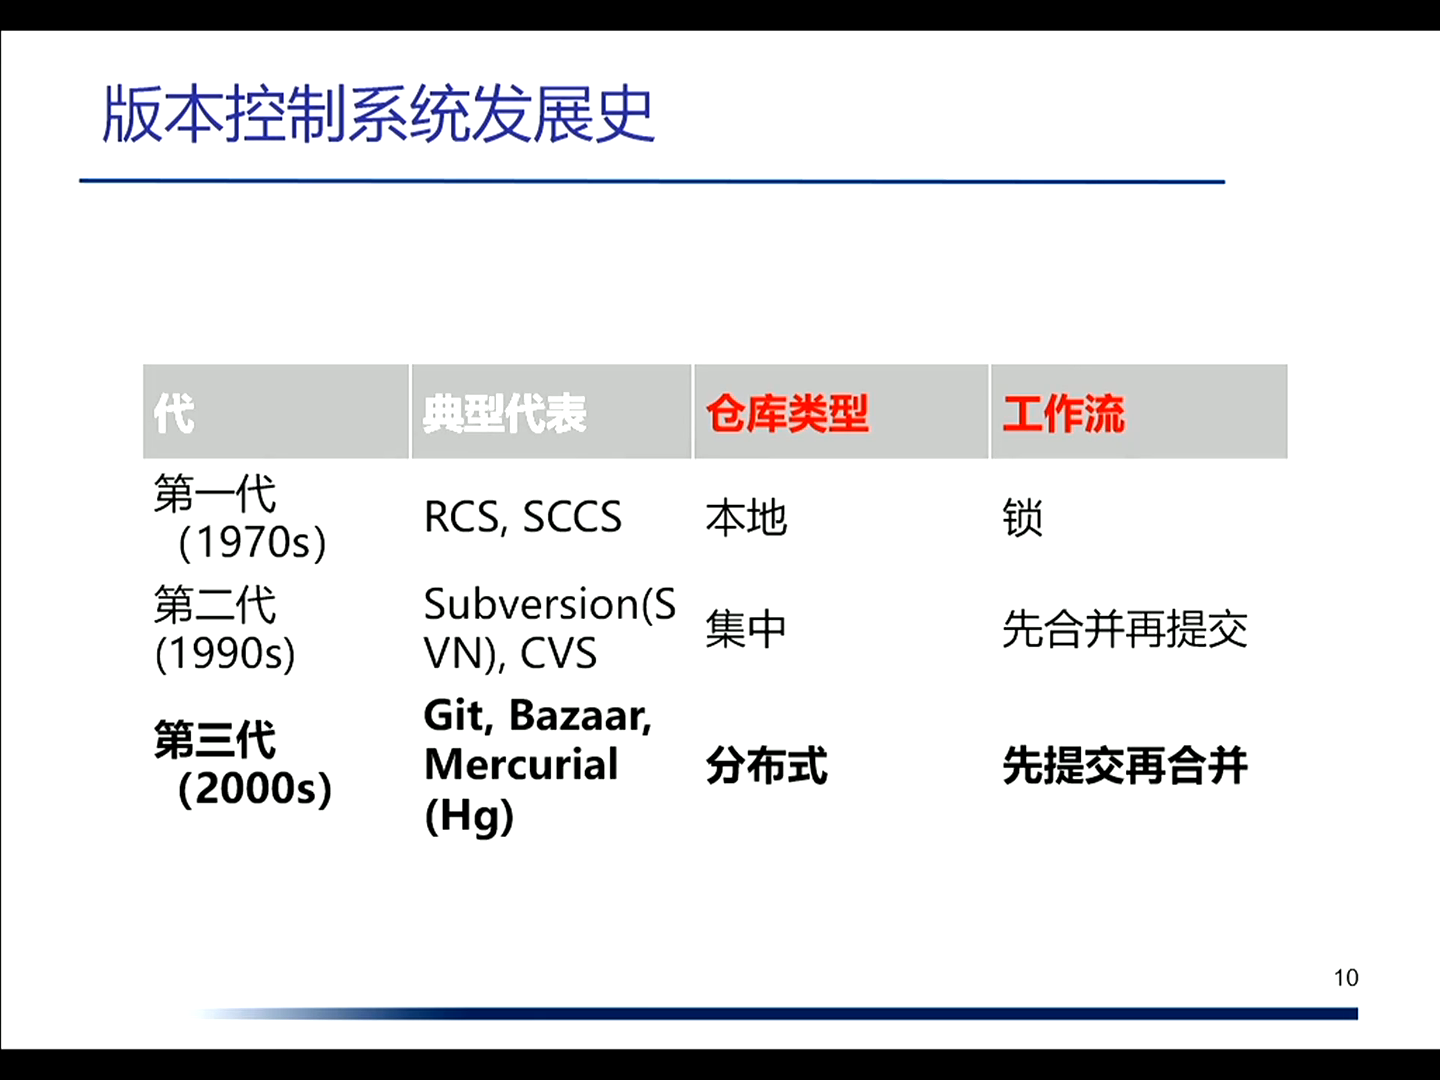 版本控制系统发展史
代 典型代表 仓库类型 工作流
第一代
（1970s）
RCS, SCCS
本地
锁
第二代
(1990s)
Subversion(S
VN), CVS
集中
先合并再提交
第三代
（2000s）
Git, Bazaar,
Mercurial
(Hg)
分布式
先提交再合并
10